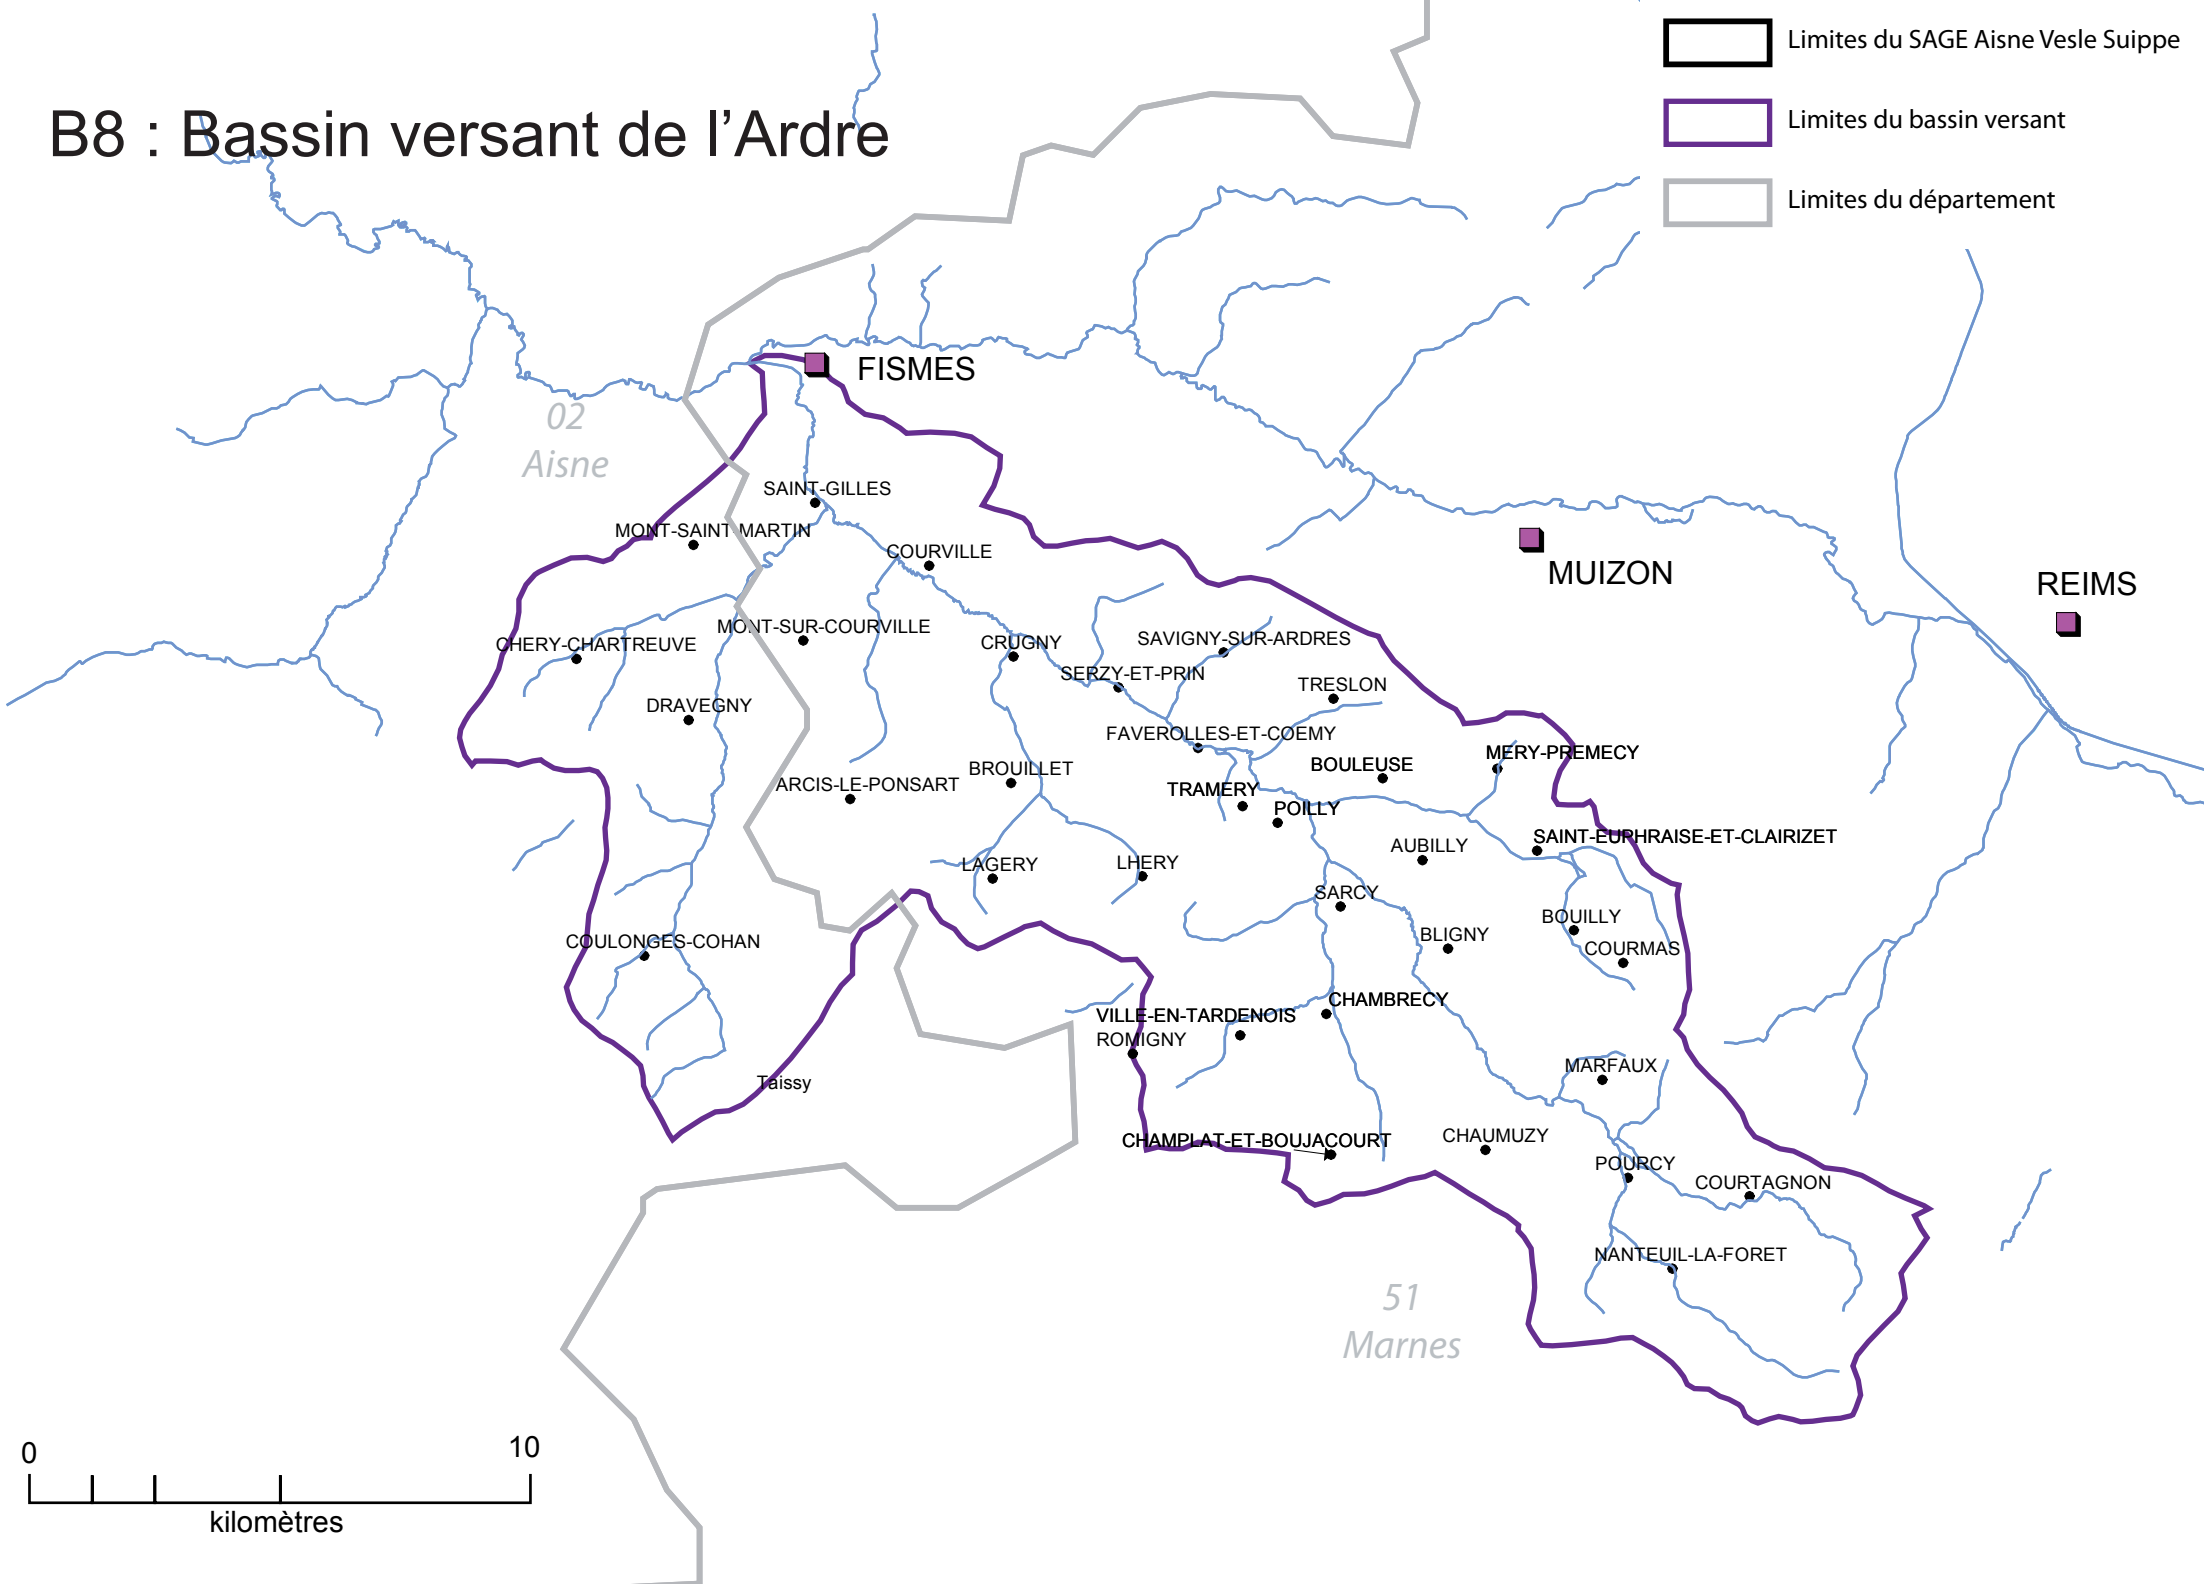 Limites du SAGE Aisne Vesle Suippe
B8 : Bassin versant de l’Ardre
Limites du bassin versant
Limites du département
FISMES
02
Aisne
SAINT-GILLES
MONT-SAINT MARTIN
COURVILLE
MUIZON
REIMS
MONT-SUR-COURVILLE
CHERY-CHARTREUVE
CRUGNY
SAVIGNY-SUR-ARDRES
SERZY-ET-PRIN
TRESLON
DRAVEGNY
FAVEROLLES-ET-COEMY
MERY-PREMECY
BOULEUSE
BROUILLET
ARCIS-LE-PONSART
TRAMERY
POILLY
SAINT-EUPHRAISE-ET-CLAIRIZET
AUBILLY
LAGERY
LHERY
SARCY
BOUILLY
BLIGNY
COULONGES-COHAN
COURMAS
CHAMBRECY
VILLE-EN-TARDENOIS
ROMIGNY
MARFAUX
Taissy
CHAMPLAT-ET-BOUJACOURT
CHAUMUZY
POURCY
COURTAGNON
NANTEUIL-LA-FORET
51
Marnes
0
10
kilomètres